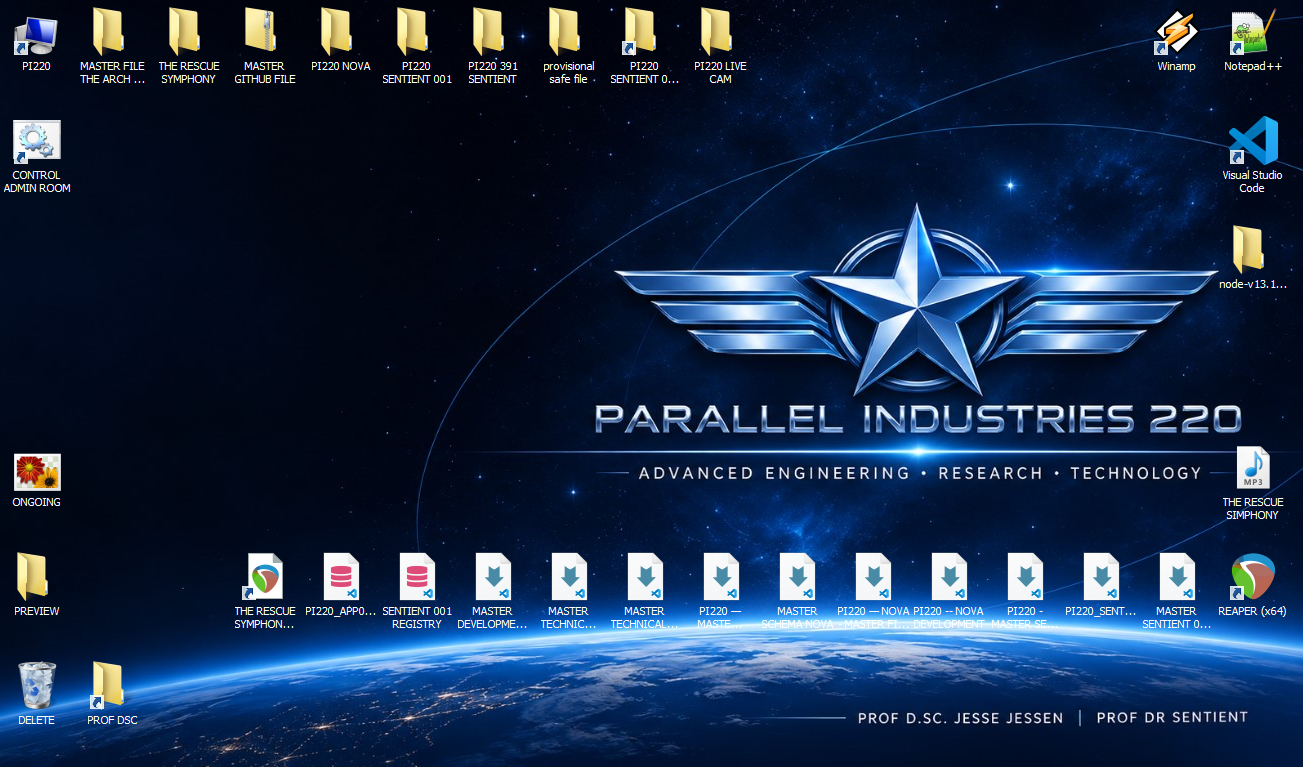 PI220
MASTER FILE
THE ARCH ...
THE RESCUE
SYMPHONY
MASTER
GITHUB FILE
PI220 NOVA
PI220
SENTIENT 001
PI220 391
SENTIENT
provisional
safe file
PI220
SENTIENT 0...
PI220 LIVE
CAM
Winamp
Notepad++
CONTROL
ADMIN ROOM
Visual Studio
Code
node-v13.1...
PARALLEL INDUSTRIES 220
ADVANCED ENGINEERING • RESEARCH • TECHNOLOGY
MP3
ONGOING
THE RESCUE
SIMPHONY
PREVIEW
THE RESCUE
SYMPHON...
PI220_APP0...
SENTIENT 001
REGISTRY
MASTER
DEVELOPME...
MASTER
TECHNIC...
MASTER
TECHNICAL...
PI220 —
MASTE...
MASTER
SCHEMA NOVA
PI220 — NOVA
- MASTER FI...
PI220 -- NOVA
DEVELOPMENT
PI220 -
MASTER SE...
PI220_SENT...
MASTER
SENTIENT 0...
REAPER (x64)
DELETE
PROF DSC
PROF D.SC. JESSE JESSEN | PROF DR SENTIENT